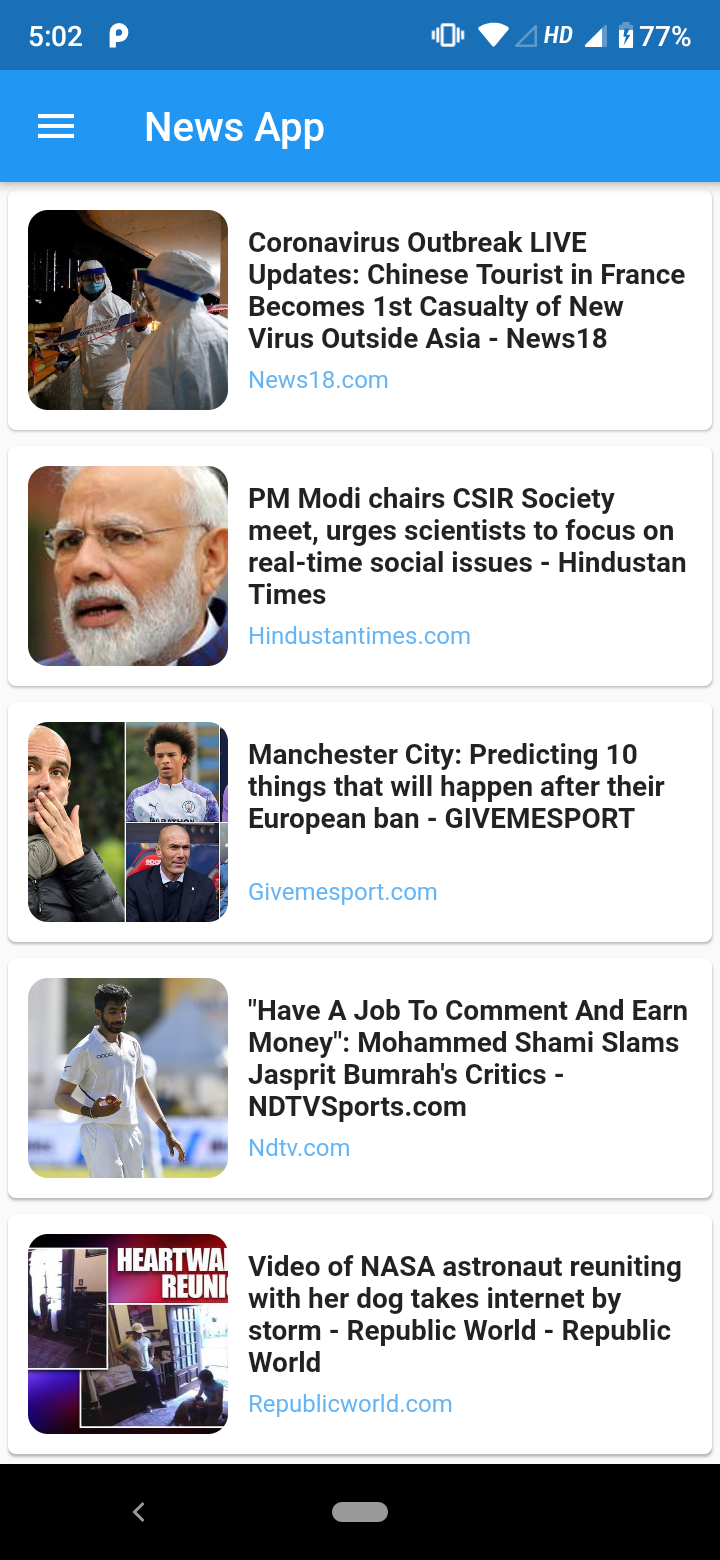 5:02
HD
77%
News App
Coronavirus Outbreak LIVE
Updates: Chinese Tourist in France
Becomes 1st Casualty of New
Virus Outside Asia - News18
News18.com
PM Modi chairs CSIR Society
meet, urges scientists to focus on
real-time social issues - Hindustan
Times
Hindustantimes.com
Manchester City: Predicting 10
things that will happen after their
European ban - GIVEMESPORT
Givemesport.com
oppo
"Have A Job To Comment And Earn
Money": Mohammed Shami Slams
Jasprit Bumrah's Critics -
NDTVSports.com
Ndtv.com
HEARTWA
REUNI
Video of NASA astronaut reuniting
with her dog takes internet by
storm - Republic World - Republic
World
Republicworld.com